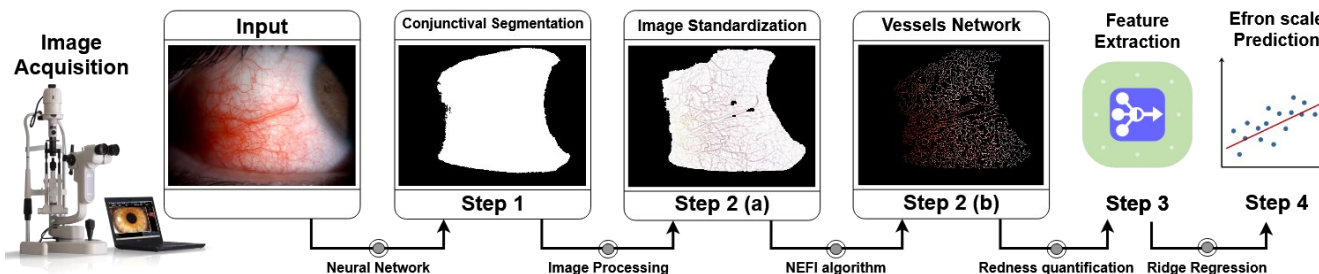 Image
Acquisition
Input
Conjunctival Segmentation
Step 1
Image Standardization
Step 2 (a)
Vessels Network
Step 2 (b)
Feature
Extraction
Step 3
Efron scale
Prediction
Step 4
Neural Network
Image Processing
NEFI algorithm
Redness quantification
Ridge Regression